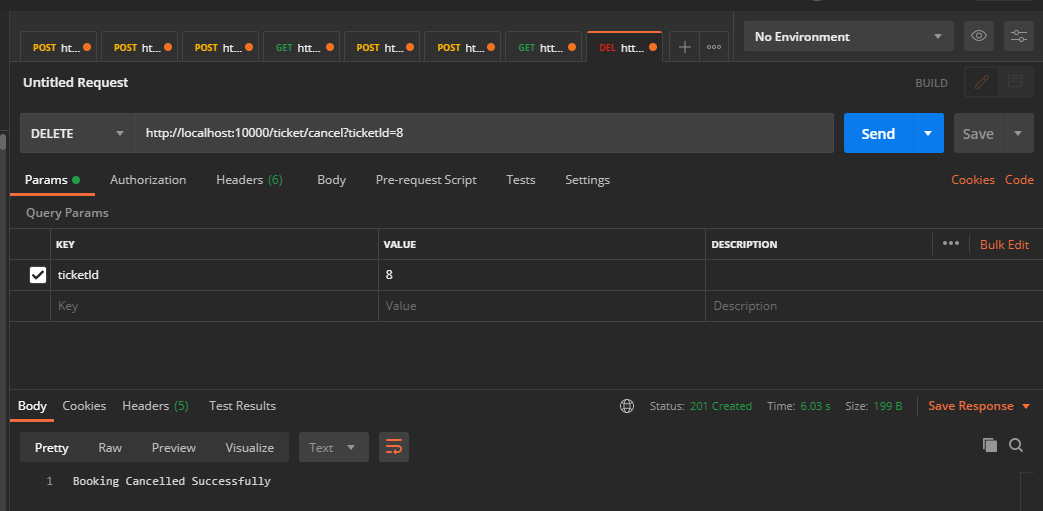 POST ht... POST ht... POST ht... GET htt... POST ht... POST ht... GET htt... DEL htt... No Environment
Untitled Request BUILD
DELETE http://localhost:10000/ticket/cancel?ticketId=8 Send Save
Params Authorization Headers (6) Body Pre-request Script Tests Settings Cookies Code
Query Params
KEY VALUE DESCRIPTION ••• Bulk Edit
ticketId 8
Key Value Description
Body Cookies Headers (5) Test Results Status: 201 Created Time: 6.03 s Size: 199 B Save Response
Pretty Raw Preview Visualize Text
1 Booking Cancelled Successfully